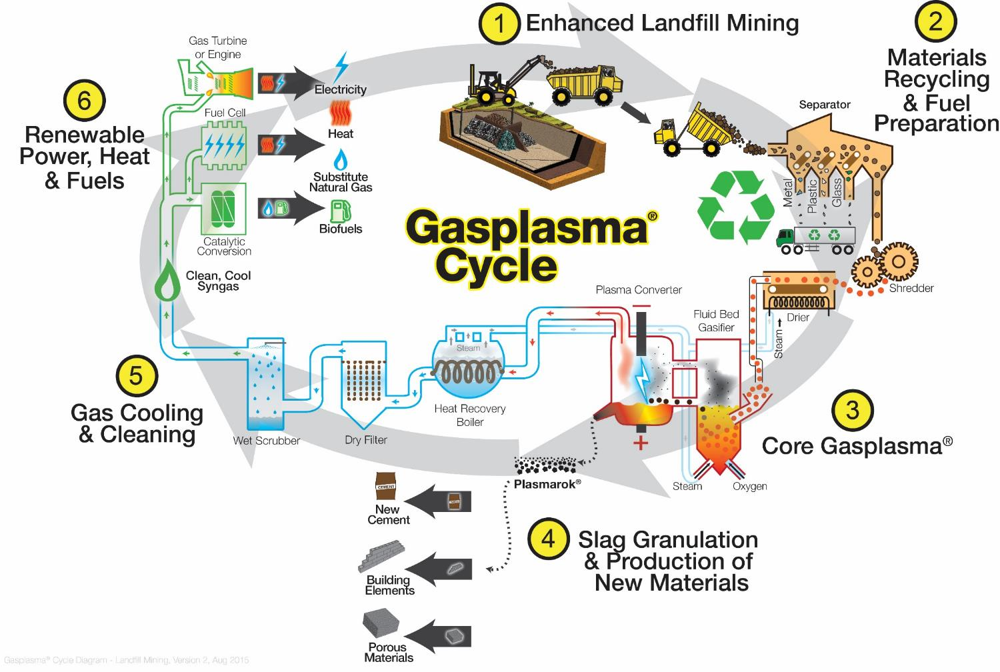 1
Enhanced Landfill Mining
2
Materials
Recycling
& Fuel
Preparation
Separator
Metal
Plastic
Glass
Shredder
Drier
Steam
Gas Turbine
or Engine
Electricity
Fuel Cell
Heat
Substitute
Natural Gas
Biofuels
Catalytic
Conversion
6
Renewable
Power, Heat
& Fuels
Gasplasma®
Cycle
Clean, Cool
Syngas
Plasma Converter
Fluid Bed
Gasifier
Steam
Heat Recovery
Boiler
Dry Filter
Wet Scrubber
5
Gas Cooling
& Cleaning
3
Core Gasplasma®
Steam
Oxygen
+
Plasmarok®
CEMENT
New
Cement
Building
Elements
Porous
Materials
4
Slag Granulation
& Production of
New Materials
Gasplasma® Cycle Diagram - Landfill Mining, Version 2, Aug 2015